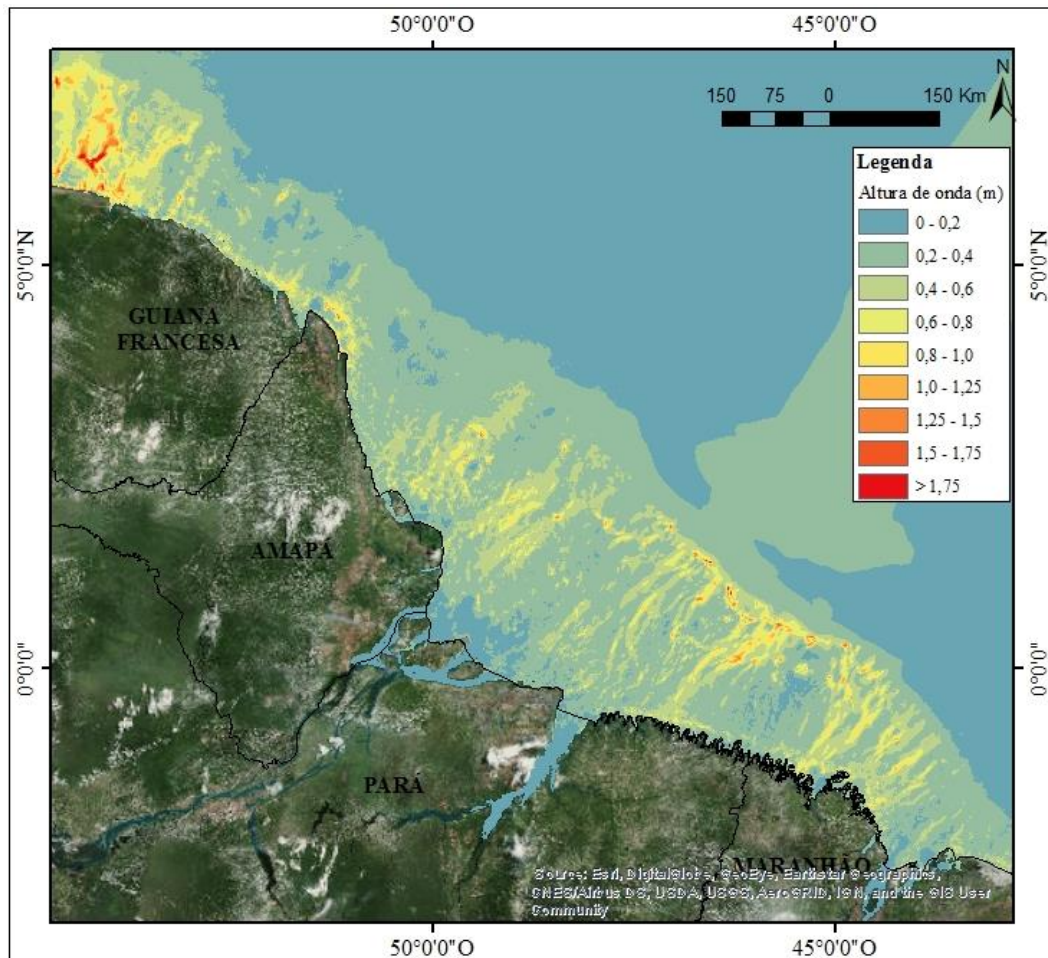 50°0'0"O 45°0'0"O
N
150 75 0 150 Km
Legenda
Altura de onda (m)
0 - 0,2
0,2 - 0,4
0,4 - 0,6
0,6 - 0,8
0,8 - 1,0
1,0 - 1,25
1,25 - 1,5
1,5 - 1,75
>1,75
5°0'0"N 5°0'0"N
GUIANA
FRANCESA
AMAPÁ
0°0'0" 0°0'0"
PARÁ
MARANHÃO
Source: Esri, DigitalGlobe, GeoEye, Earthstar Geographics,
CNES/Airbus DS, USDA, USGS, AeroGRID, IGN, and the GIS User
Community
50°0'0"O 45°0'0"O